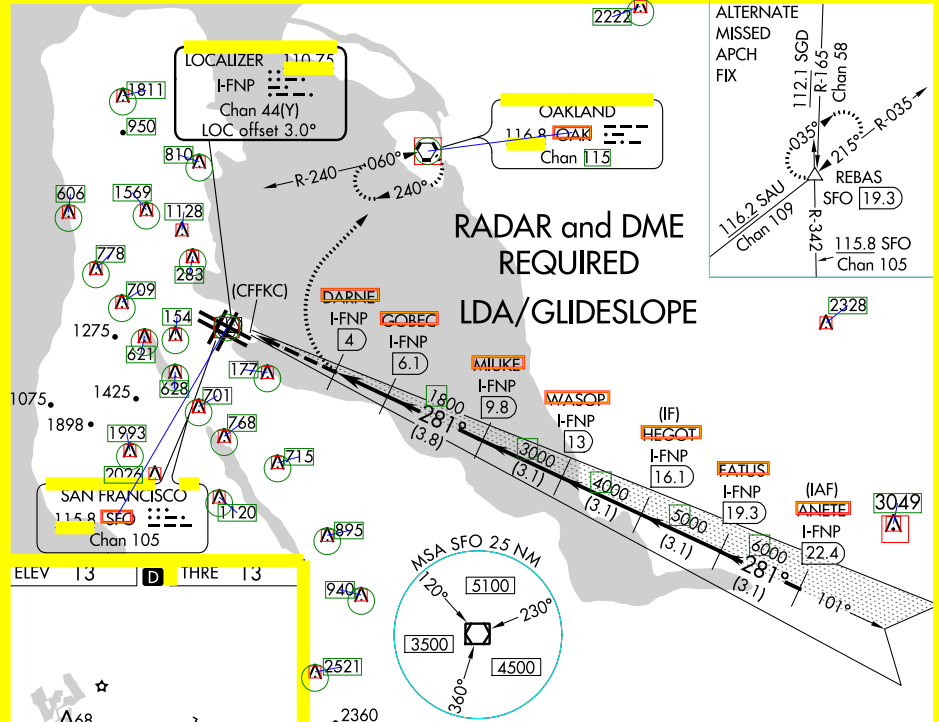 2222
ALTERNATE
MISSED
APCH
FIX
112.1 SGD
R-165
Chan 58
035°
215°
R-035
REBAS
SFO 19.3
116.2 SAU
Chan 109
R-342
115.8 SFO
Chan 105
LOCALIZER 110.75
I-FNP
Chan 44(Y)
LOC offset 3.0°
1811
950
810
OAKLAND
116.8 OAK
Chan 115
R-240
060°
240°
606
1569
1128
778
283
709
RADAR and DME
REQUIRED
LDA/GLIDESLOPE
2328
(CFFKC)
1275
154
621
628
177
DARNE
I-FNP
4
GOBEC
I-FNP
6.1
MIUKE
I-FNP
9.8
WASOP
I-FNP
13
(IF)
HEGOT
I-FNP
16.1
FATUS
I-FNP
19.3
(IAF)
ANETE
I-FNP
22.4
1075
1425
1898
701
768
1993
2026
715
1120
1800
281°
(3.8)
3000
(3.1)
4000
(3.1)
5000
(3.1)
6000
281°
(3.1)
101°
3049
SAN FRANCISCO
115.8 SFO
Chan 105
895
940
2521
2360
MSA SFO 25 NM
120°
5100
230°
3500
4500
360°
ELEV 13
D
THRE 13
68